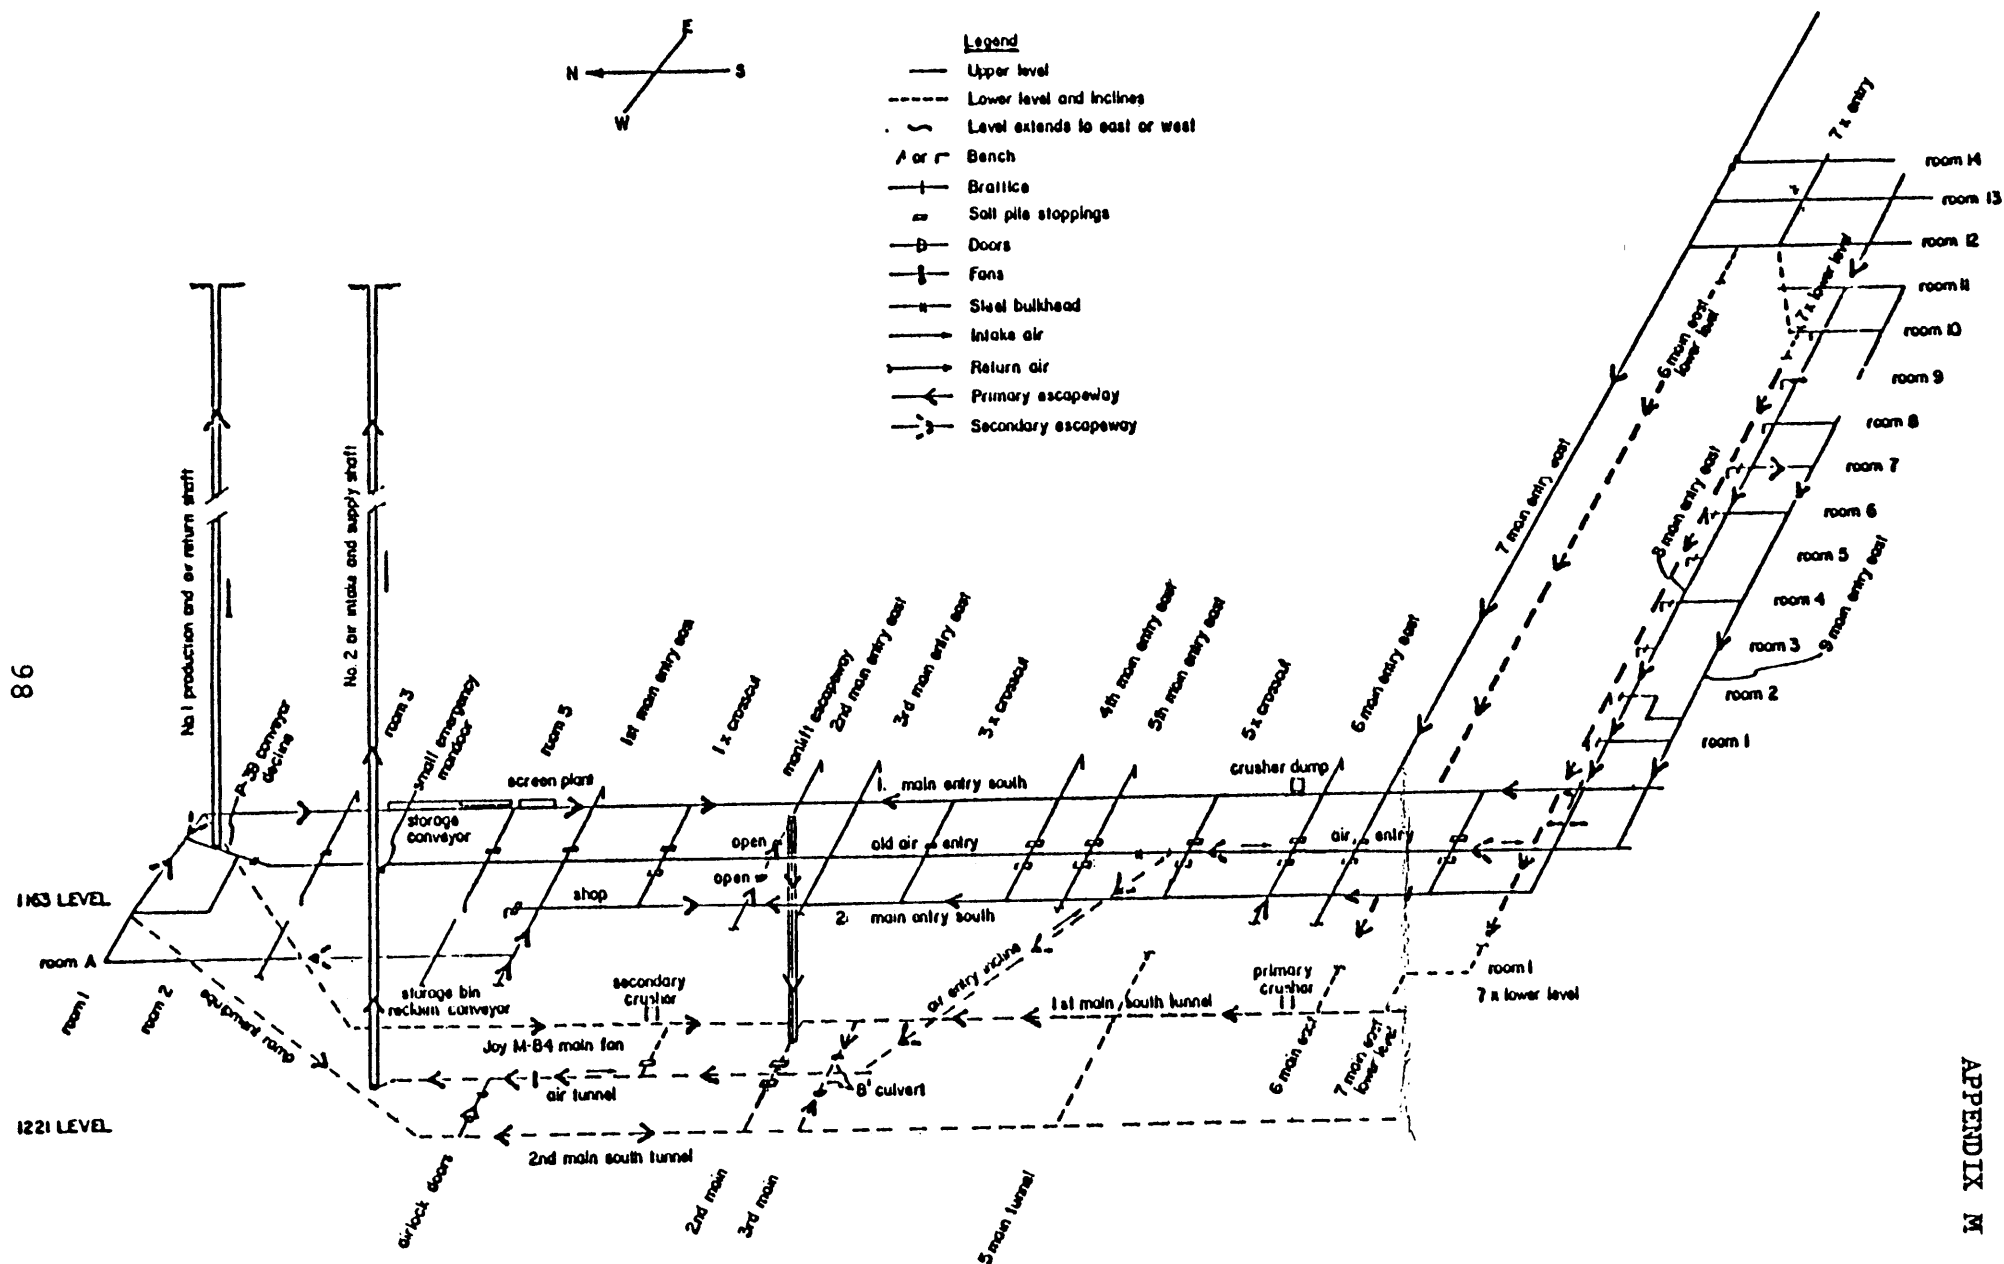 E
N
S
W
Legend
Upper level
Lower level and Inclines
Level extends to east or west
or
Bench
Brattice
Salt pile stoppings
Doors
Fans
Steel bulkhead
Intake air
Return air
Primary escapeway
Secondary escapeway
7 x entry
room 14
room 13
room 12
room 11
room 10
room 9
room 8
room 7
room 6
room 5
room 4
room 3
room 2
room 1
7 x lower level
6 main east
lower level
7 main entry east
8 main entry east
9 main entry east
No. 1 production and air return shaft
No. 2 air intake and supply shaft
P-39 conveyor
decline
room 3
small emergency
mandoor
room 5
1st main entry east
1 x crosscut
manlift escapeway
2nd main entry east
3rd main entry east
3 x crosscut
4th main entry east
5th main entry east
5 x crosscut
6 main entry east
screen plant
storage
conveyor
1. main entry south
crusher dump
open
old air entry
air entry
open
1163 LEVEL
shop
2. main entry south
room A
room 1
room 2
equipment ramp
storage bin
reclaim conveyor
secondary
crusher
air entry incline
1st main south tunnel
primary
crusher
room 1
7 x lower level
Joy M-84 main fan
air tunnel
8' culvert
6 main east
7 main east
lower level
1221 LEVEL
2nd main south tunnel
airlock doors
2nd main
3rd main
5 main tunnel
86
APPENDIX M